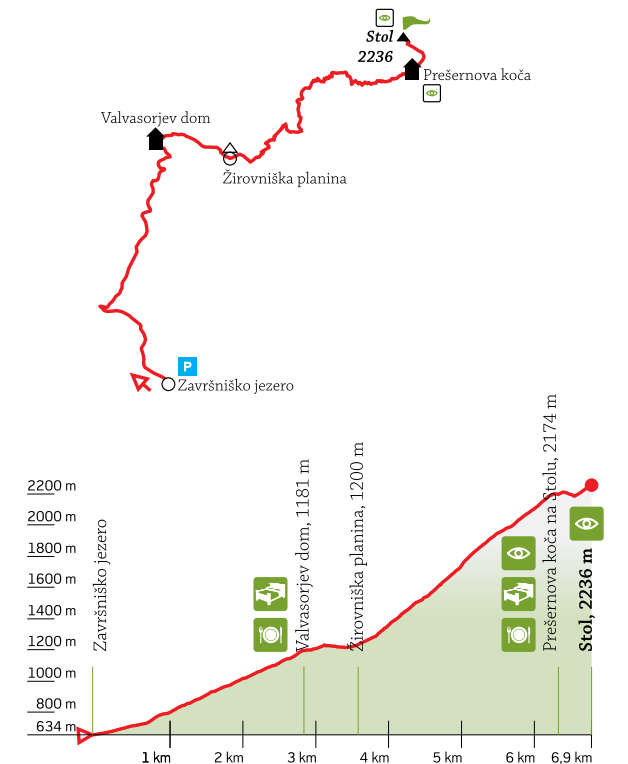 Stol
2236
Prešernova koča
Valvasorjev dom
Žirovniška planina
P
Završniško jezero
2200 m
2000 m
1800 m
1600 m
1400 m
1200 m
1000 m
800 m
634 m
Završniško jezero
Valvasorjev dom, 1181 m
Žirovniška planina, 1200 m
Prešernova koča na Stolu, 2174 m
Stol, 2236 m
1 km
2 km
3 km
4 km
5 km
6 km
6,9 km